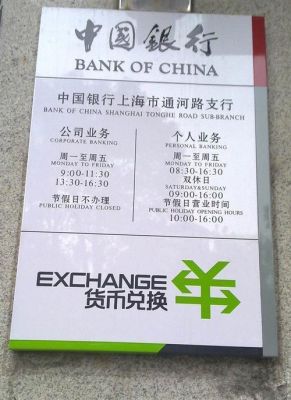 中國銀行
BANK OF CHINA
中国银行上海市通河路支行
BANK OF CHINA SHANGHAI TONGHE ROAD SUB-BRANCH
公司业务
CORPORATE BANKING
周一至周五
MONDAY TO FRIDAY
9:00-11:30
13:30-16:30
节假日不办理
PUBLIC HOLIDAY CLOSED
个人业务
PERSONAL BANKING
周一至周五
MONDAY TO FRIDAY
08:30-16:30
双休日
SATURDAY&SUNDAY
09:00-16:00
节假日营业时间
PUBLIC HOLIDAY OPENING HOURS
10:00-16:00
EXCHANGE
货币兑换